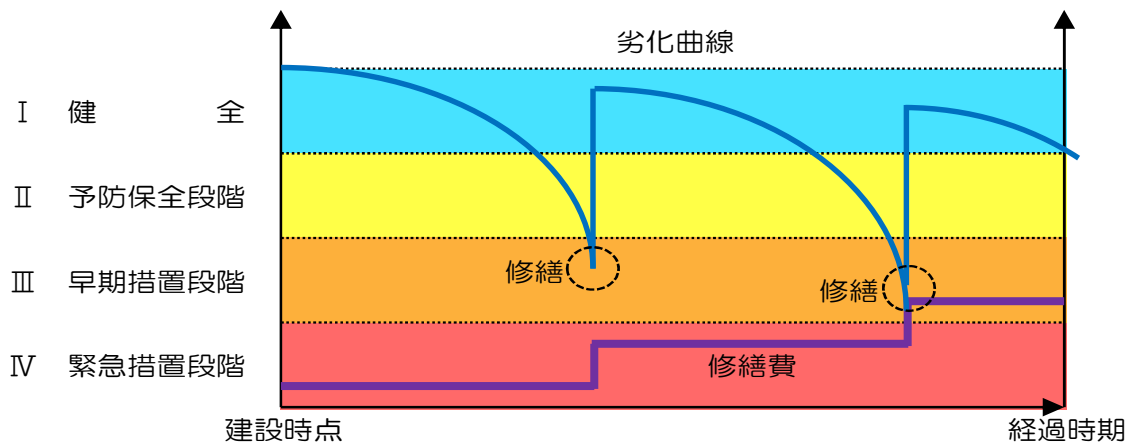 劣化曲線
Ⅰ 健 全
Ⅱ 予防保全段階
修繕
Ⅲ 早期措置段階
修繕
Ⅳ 緊急措置段階
修繕費
建設時点
経過時期